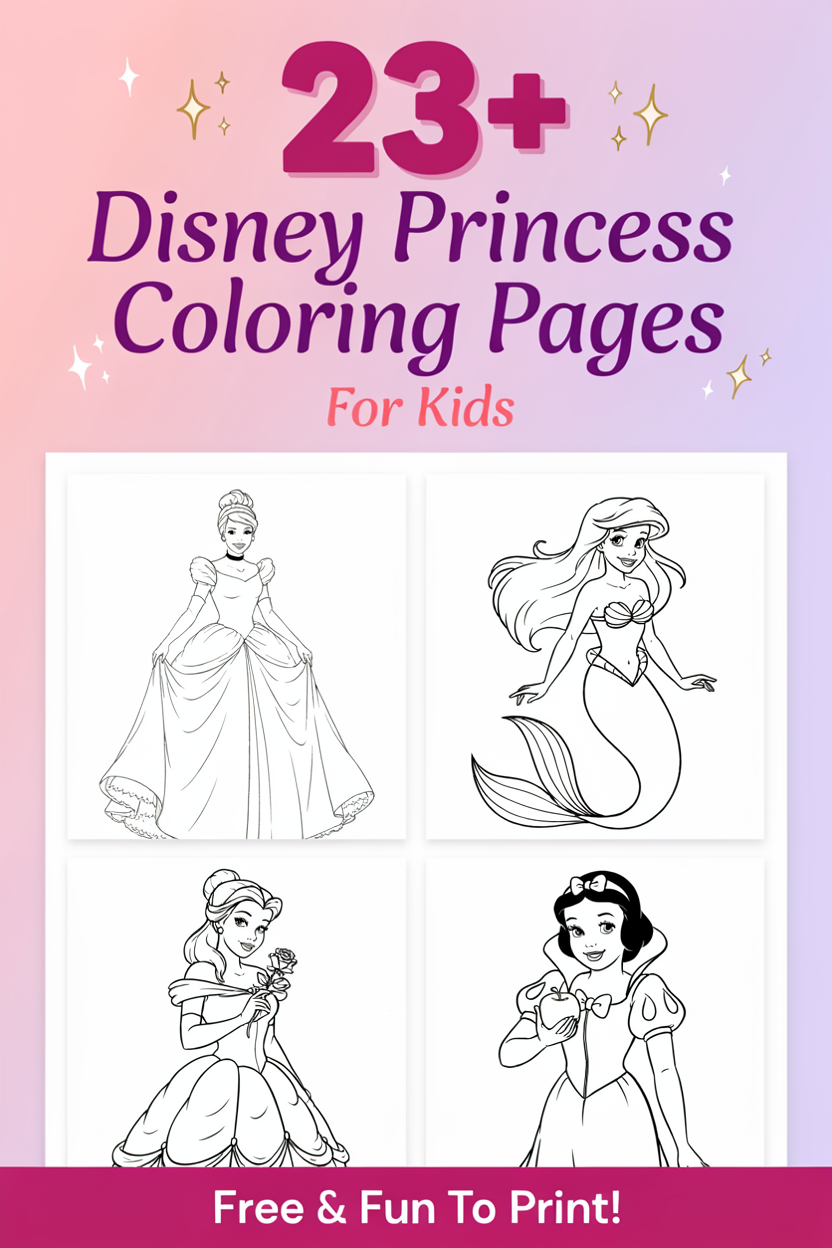 23+
Disney Princess
Coloring Pages
For Kids
Free & Fun To Print!